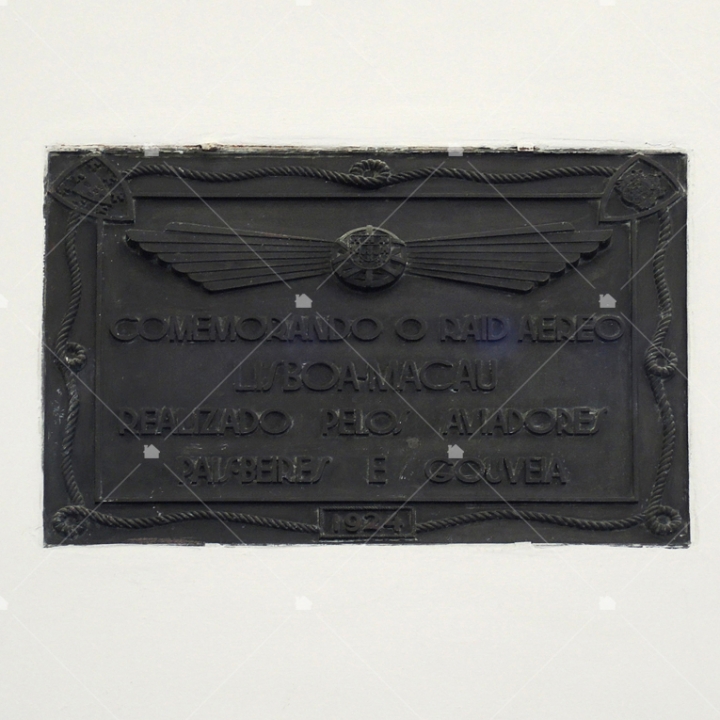 COMEMORANDO O RAID AEREO
LISBOA-MACAU
REALIZADO PELOS AVIADORES
PAIS-BEIRES E GOUVEIA
1924